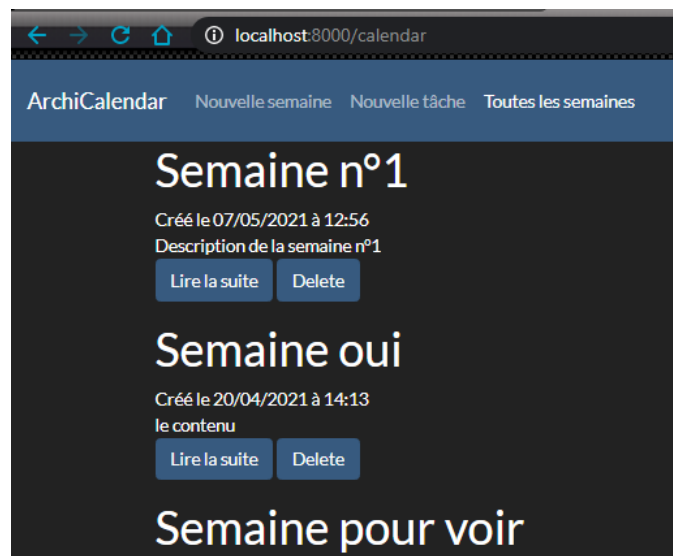 localhost:8000/calendar
ArchiCalendar Nouvelle semaine Nouvelle tâche Toutes les semaines
Semaine n°1
Créé le 07/05/2021 à 12:56
Description de la semaine n°1
Lire la suite Delete
Semaine oui
Créé le 20/04/2021 à 14:13
le contenu
Lire la suite Delete
Semaine pour voir